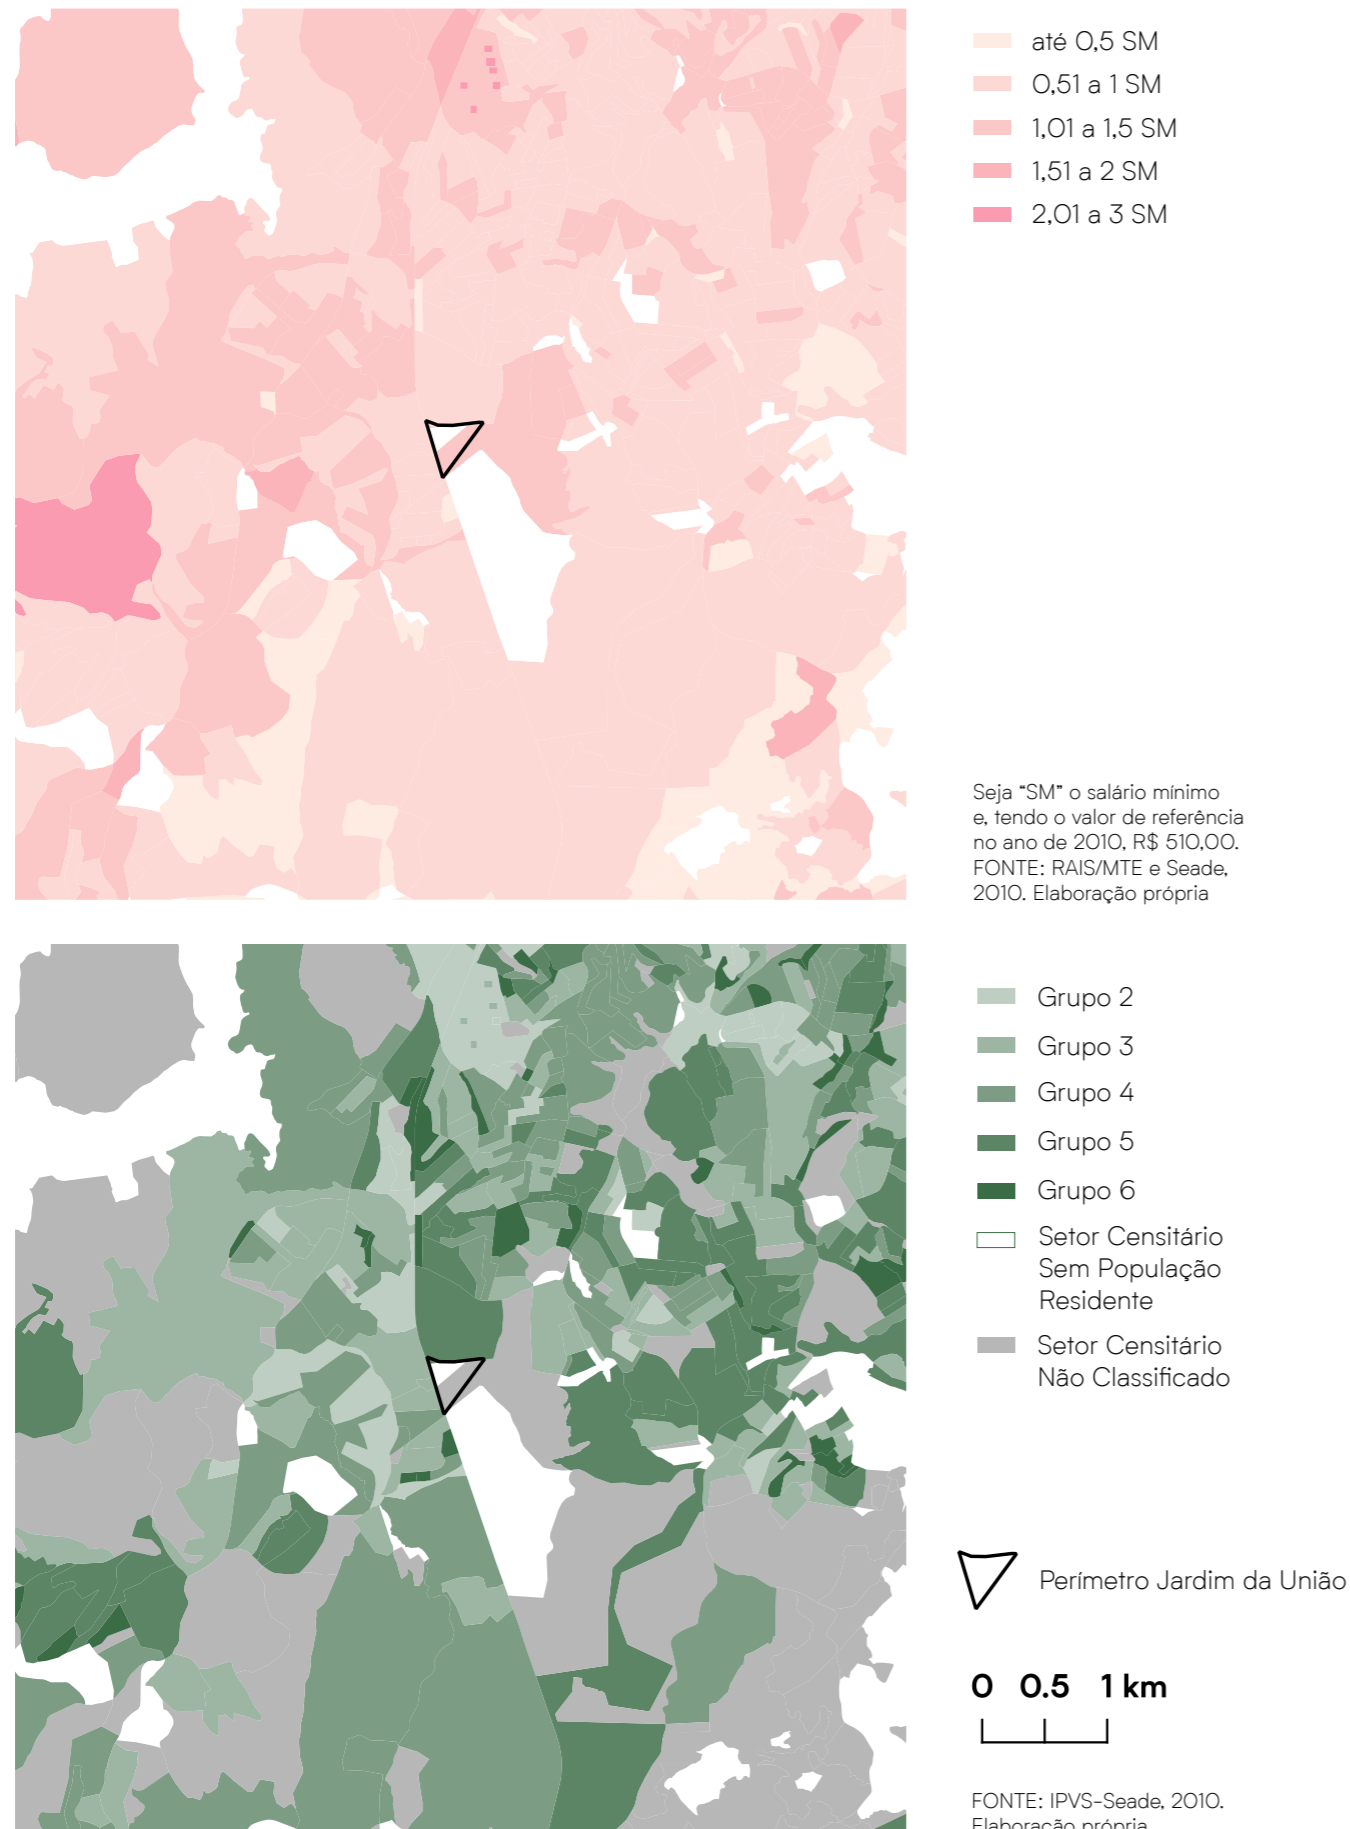 até 0,5 SM
0,51 a 1 SM
1,01 a 1,5 SM
1,51 a 2 SM
2,01 a 3 SM
Seja “SM” o salário mínimo
e, tendo o valor de referência
no ano de 2010, R$ 510,00.
FONTE: RAIS/MTE e Seade,
2010. Elaboração própria
Grupo 2
Grupo 3
Grupo 4
Grupo 5
Grupo 6
Setor Censitário
Sem População
Residente
Setor Censitário
Não Classificado
Perímetro Jardim da União
0 0.5 1 km
FONTE: IPVS-Seade, 2010.
Elaboração própria